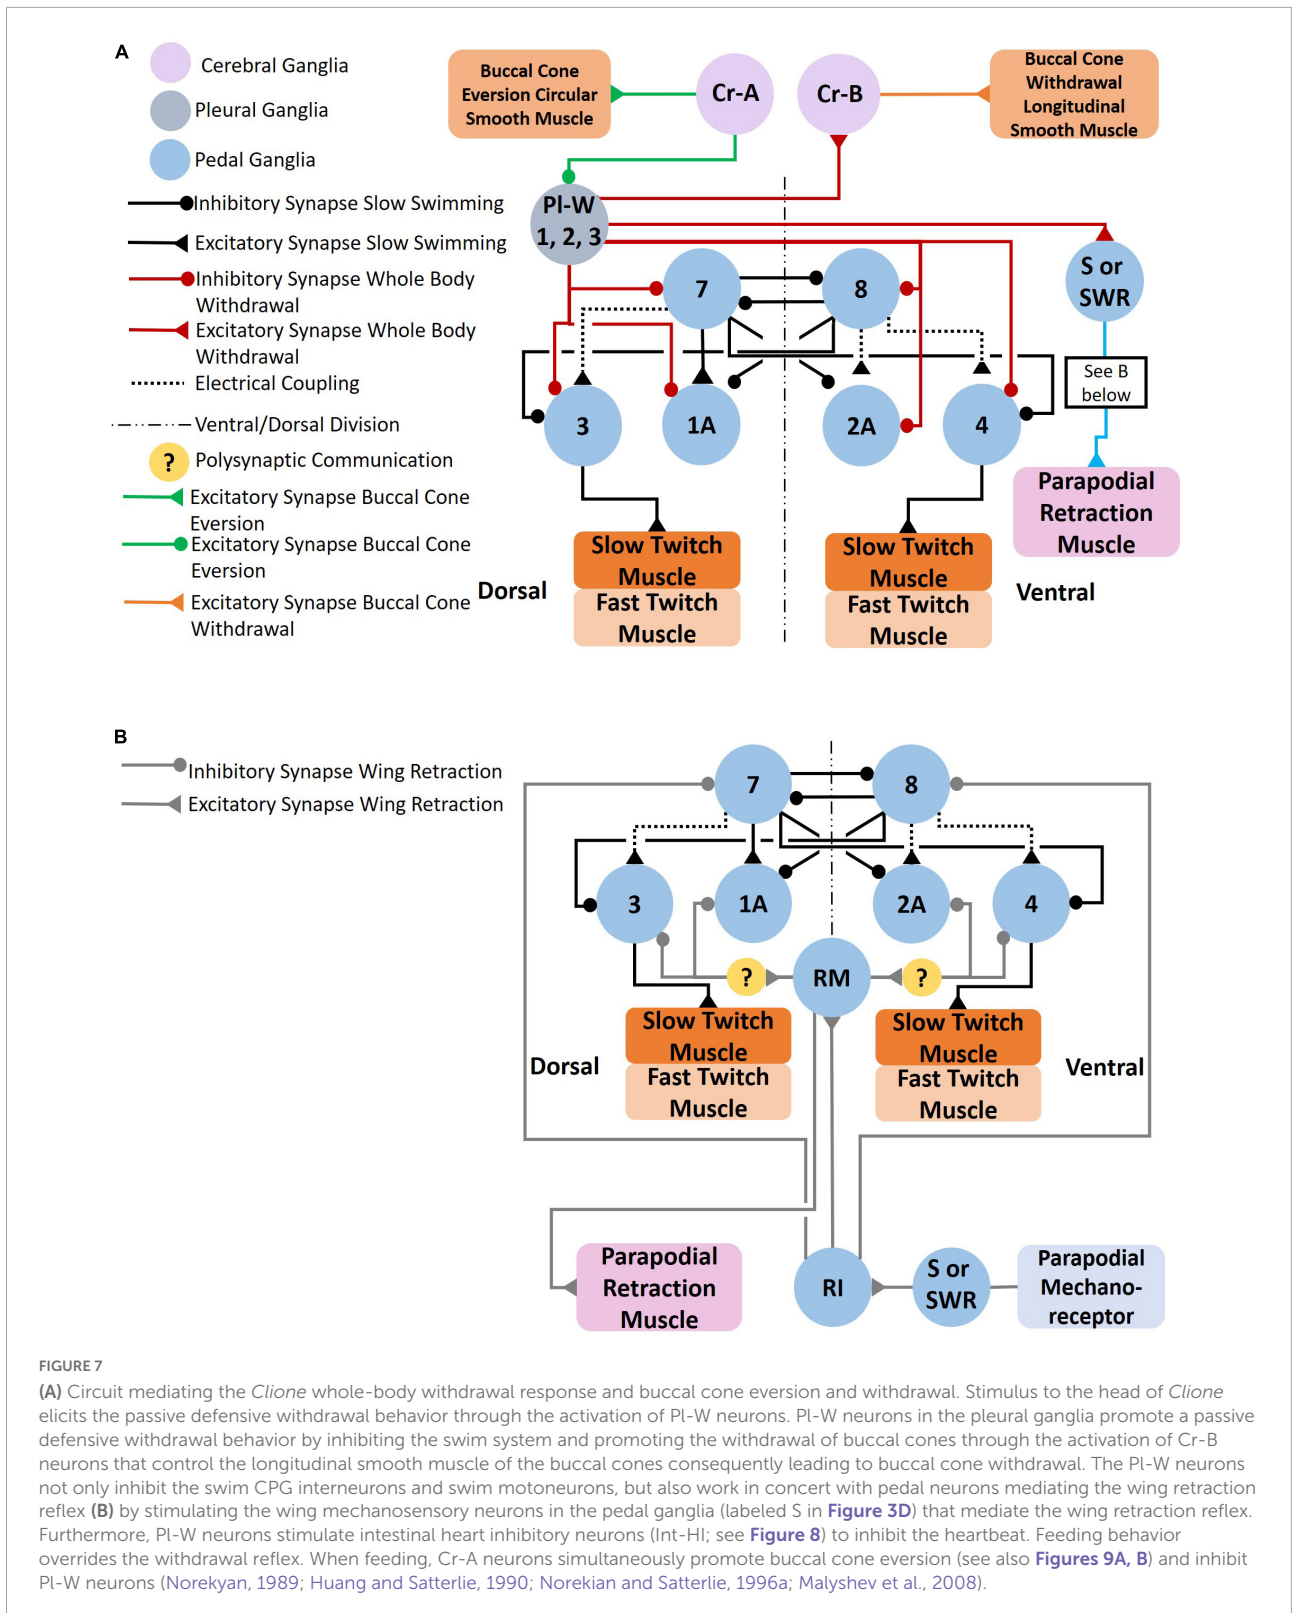 A
Cerebral Ganglia
Pleural Ganglia
Pedal Ganglia
Inhibitory Synapse Slow Swimming
Excitatory Synapse Slow Swimming
Inhibitory Synapse Whole Body
Withdrawal
Excitatory Synapse Whole Body
Withdrawal
Electrical Coupling
Ventral/Dorsal Division
?
Polysynaptic Communication
Excitatory Synapse Buccal Cone
Eversion
Excitatory Synapse Buccal Cone
Eversion
Excitatory Synapse Buccal Cone
Withdrawal
Buccal Cone
Eversion Circular
Smooth Muscle
Cr-A
Cr-B
Buccal Cone
Withdrawal
Longitudinal
Smooth Muscle
Pl-W
1, 2, 3
7
8
S or
SWR
See B
below
3
1A
2A
4
Parapodial
Retraction
Muscle
Slow Twitch
Muscle
Fast Twitch
Muscle
Slow Twitch
Muscle
Fast Twitch
Muscle
Dorsal
Ventral
B
Inhibitory Synapse Wing Retraction
Excitatory Synapse Wing Retraction
7
8
3
1A
2A
4
?
RM
?
Slow Twitch
Muscle
Fast Twitch
Muscle
Slow Twitch
Muscle
Fast Twitch
Muscle
Dorsal
Ventral
Parapodial
Retraction
Muscle
RI
S or
SWR
Parapodial
Mechano-
receptor
FIGURE 7
(A) Circuit mediating the Clione whole-body withdrawal response and buccal cone eversion and withdrawal. Stimulus to the head of Clione
elicits the passive defensive withdrawal behavior through the activation of Pl-W neurons. Pl-W neurons in the pleural ganglia promote a passive
defensive withdrawal behavior by inhibiting the swim system and promoting the withdrawal of buccal cones through the activation of Cr-B
neurons that control the longitudinal smooth muscle of the buccal cones consequently leading to buccal cone withdrawal. The Pl-W neurons
not only inhibit the swim CPG interneurons and swim motoneurons, but also work in concert with pedal neurons mediating the wing retraction
reflex (B) by stimulating the wing mechanosensory neurons in the pedal ganglia (labeled S in Figure 3D) that mediate the wing retraction reflex.
Furthermore, Pl-W neurons stimulate intestinal heart inhibitory neurons (Int-HI; see Figure 8) to inhibit the heartbeat. Feeding behavior
overrides the withdrawal reflex. When feeding, Cr-A neurons simultaneously promote buccal cone eversion (see also Figures 9A, B) and inhibit
Pl-W neurons (Norekyan, 1989; Huang and Satterlie, 1990; Norekian and Satterlie, 1996a; Malyshev et al., 2008).